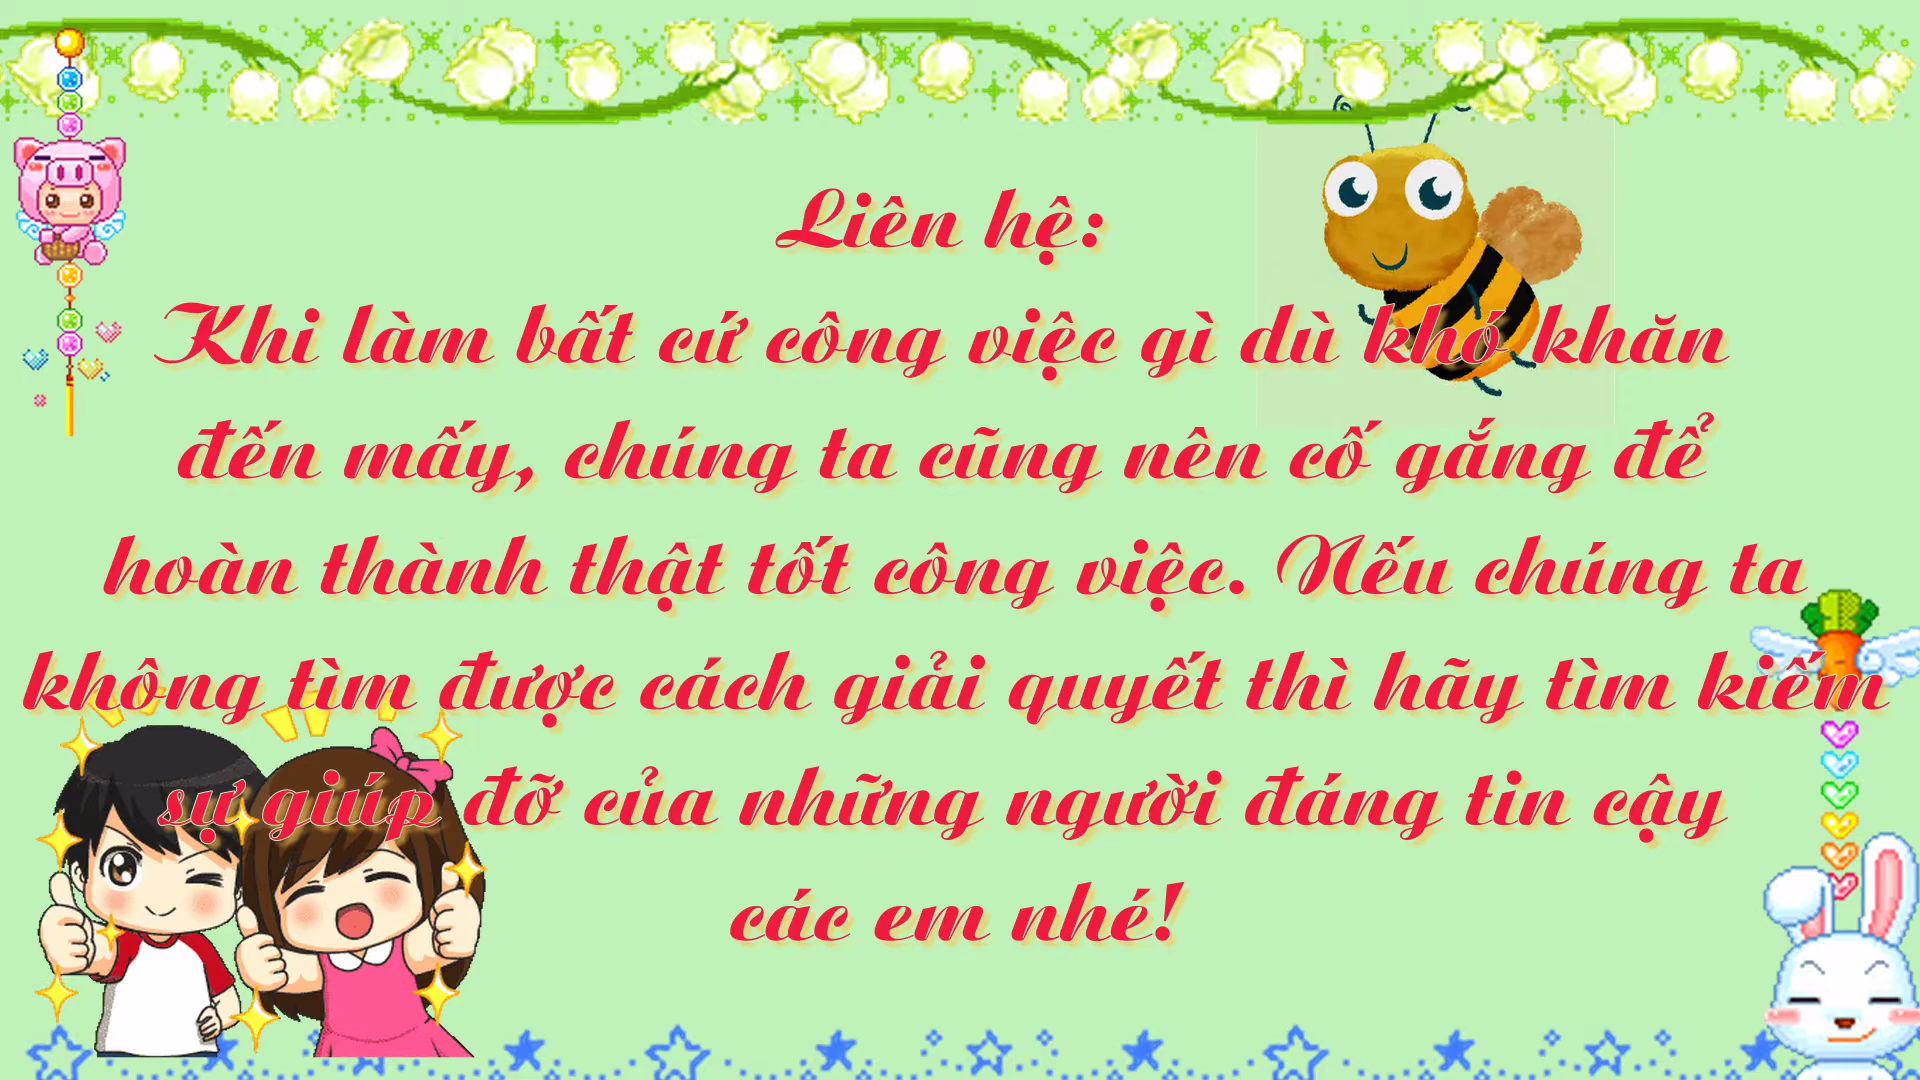 Liên hệ:
Khi làm bất cứ công việc gì dù khó khăn
đến mấy, chúng ta cũng nên cố gắng để
hoàn thành thật tốt công việc. Nếu chúng ta
không tìm được cách giải quyết thì hãy tìm kiếm
sự giúp đỡ của những người đáng tin cậy
các em nhé!